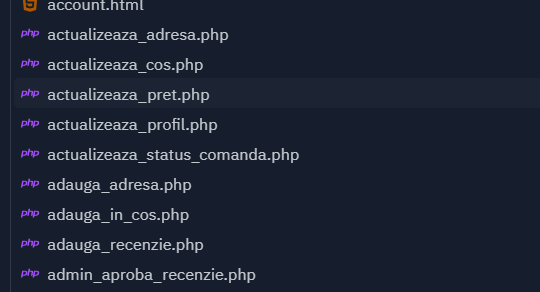 account.html
php actualizeaza_adresa.php
php actualizeaza_cos.php
php actualizeaza_pret.php
php actualizeaza_profil.php
php actualizeaza_status_comanda.php
php adauga_adresa.php
php adauga_in_cos.php
php adauga_recenzie.php
php admin_aproba_recenzie.php